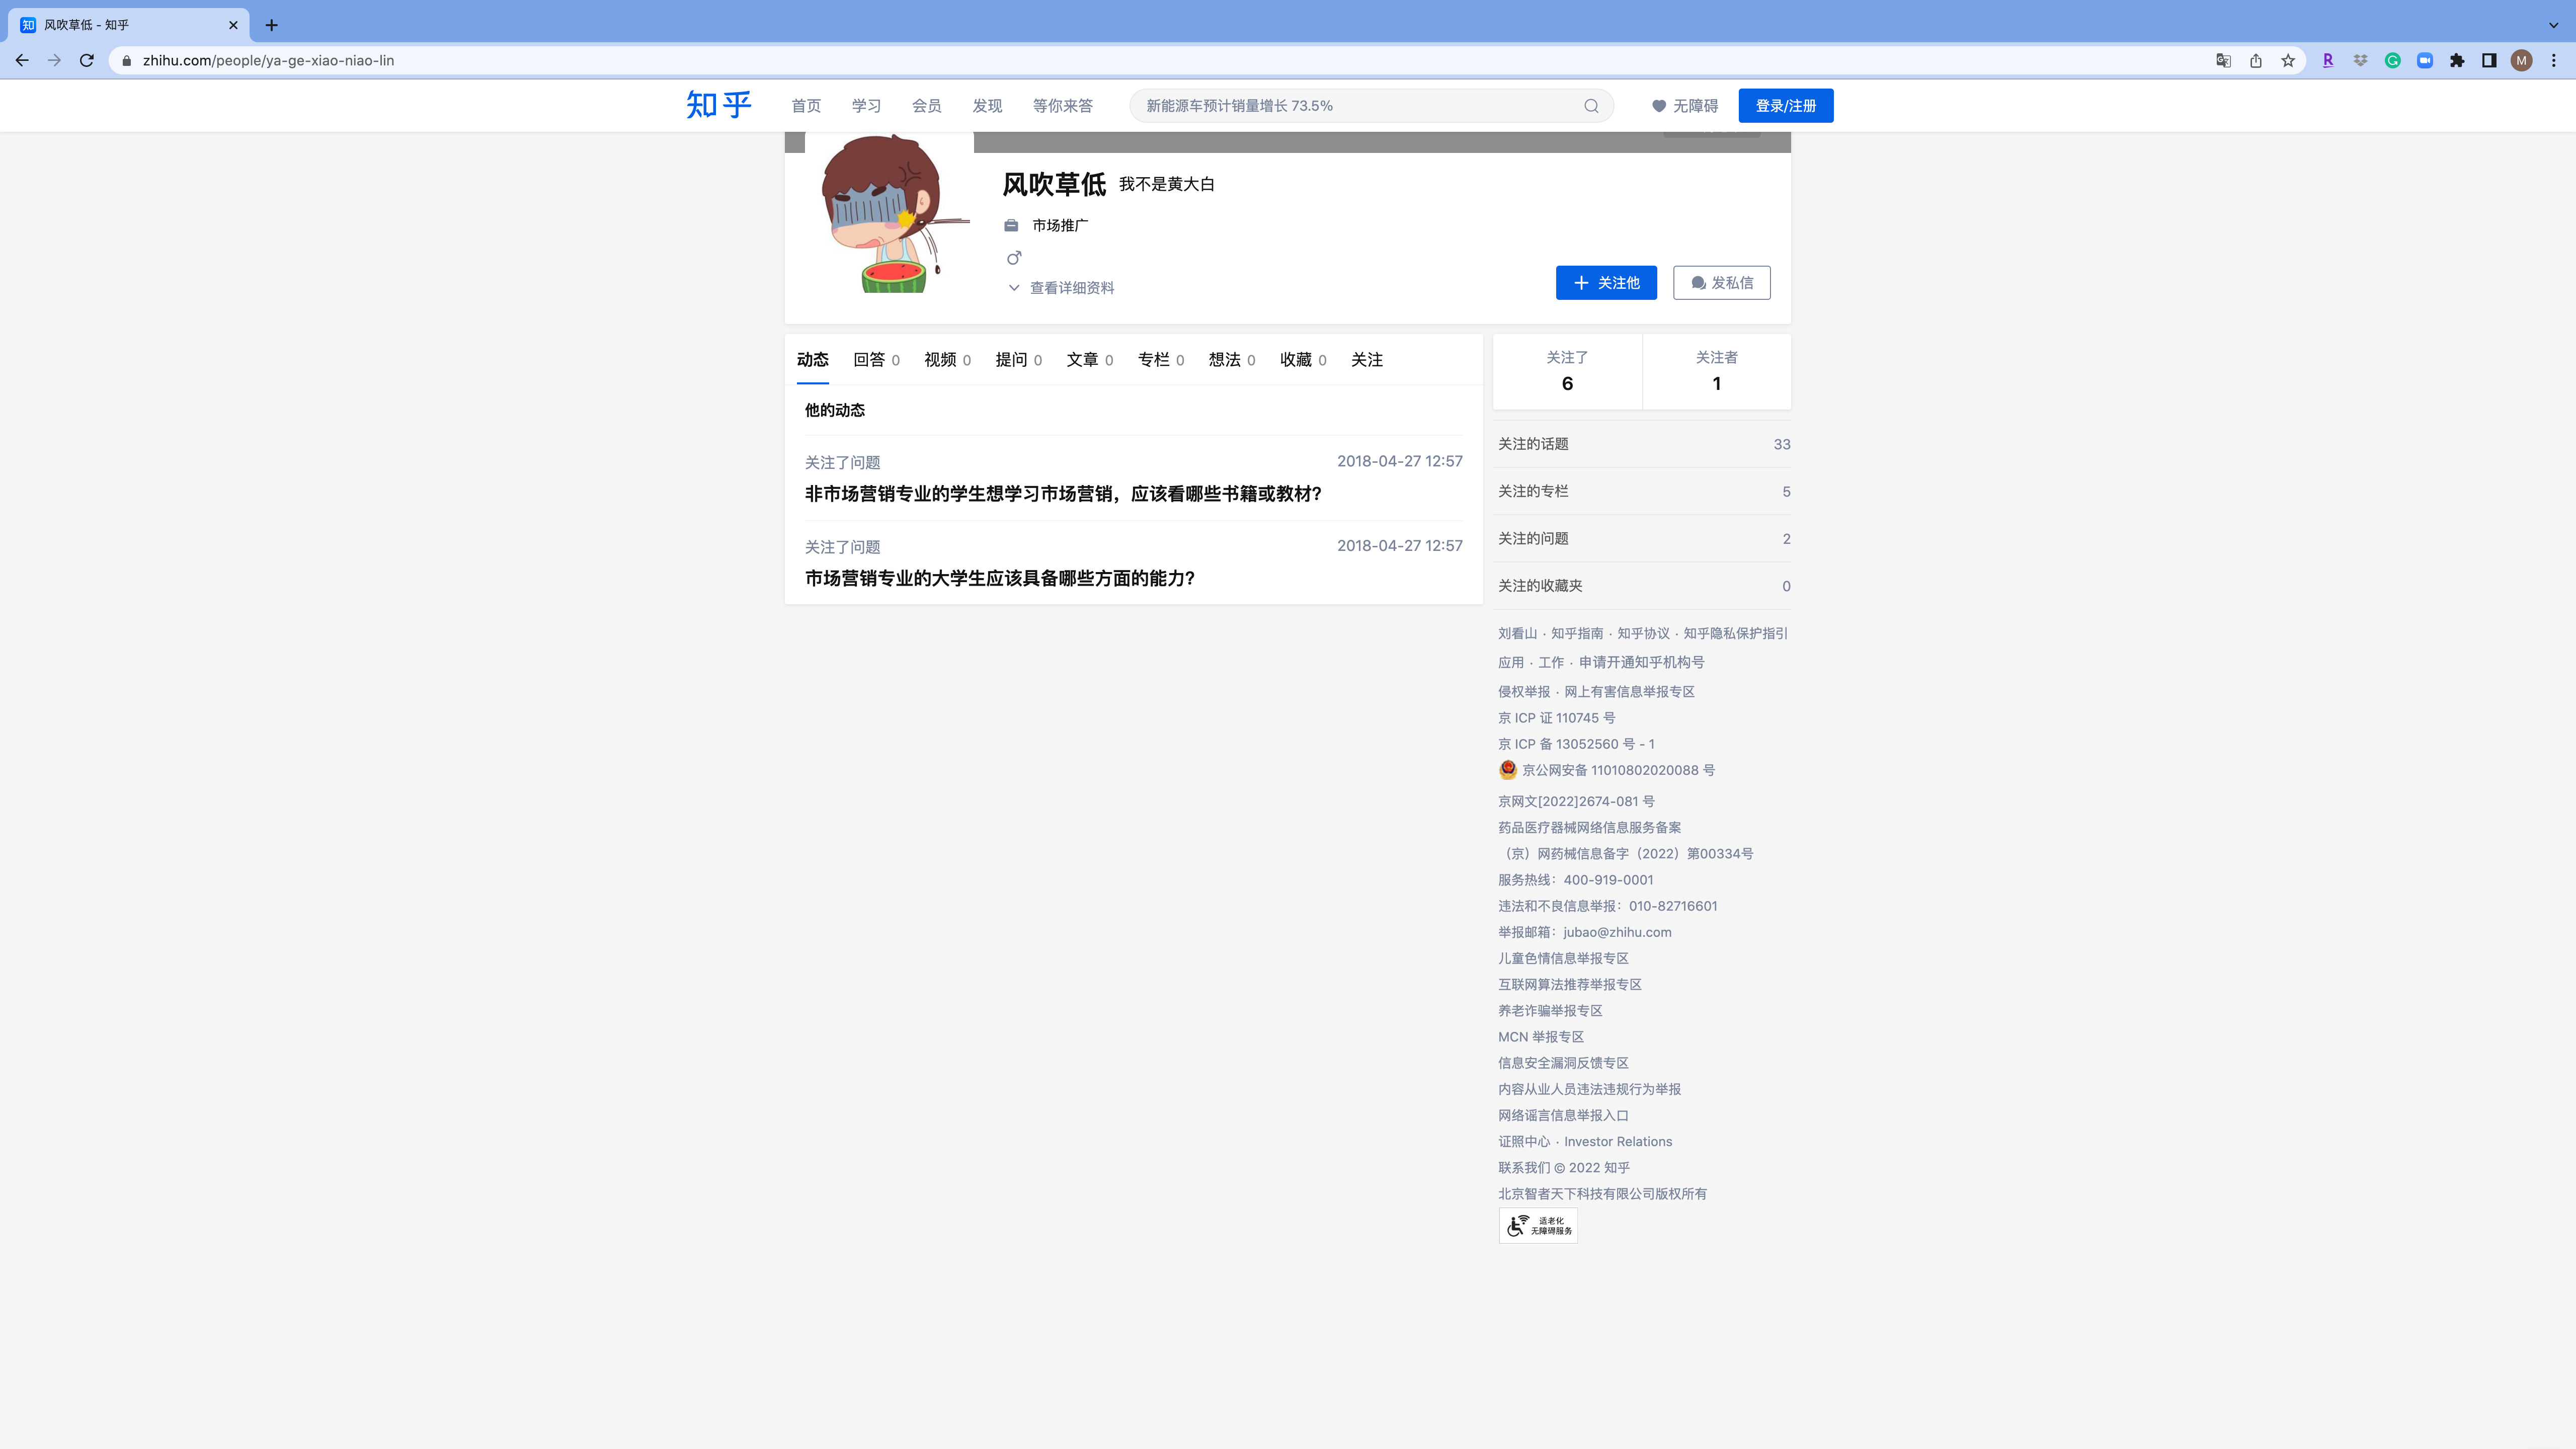 风吹草低 - 知乎
zhihu.com/people/ya-ge-xiao-niao-lin
M
知乎 首页 学习 会员 发现 等你来答 新能源车预计销量增长 73.5% 无障碍 登录/注册
风吹草低 我不是黄大白
市场推广
查看详细资料
关注他 发私信
动态 回答 0 视频 0 提问 0 文章 0 专栏 0 想法 0 收藏 0 关注
他的动态
关注了问题 2018-04-27 12:57
非市场营销专业的学生想学习市场营销，应该看哪些书籍或教材？
关注了问题 2018-04-27 12:57
市场营销专业的大学生应该具备哪些方面的能力？
关注了 关注者
6 1
关注的话题 33
关注的专栏 5
关注的问题 2
关注的收藏夹 0
刘看山 · 知乎指南 · 知乎协议 · 知乎隐私保护指引
应用 · 工作 · 申请开通知乎机构号
侵权举报 · 网上有害信息举报专区
京 ICP 证 110745 号
京 ICP 备 13052560 号 - 1
京公网安备 11010802020088 号
京网文[2022]2674-081 号
药品医疗器械网络信息服务备案
（京）网药械信息备字（2022）第00334号
服务热线：400-919-0001
违法和不良信息举报：010-82716601
举报邮箱：jubao@zhihu.com
儿童色情信息举报专区
互联网算法推荐举报专区
养老诈骗举报专区
MCN 举报专区
信息安全漏洞反馈专区
内容从业人员违法违规行为举报
网络谣言信息举报入口
证照中心 · Investor Relations
联系我们 © 2022 知乎
北京智者天下科技有限公司版权所有
适老化
无障碍服务